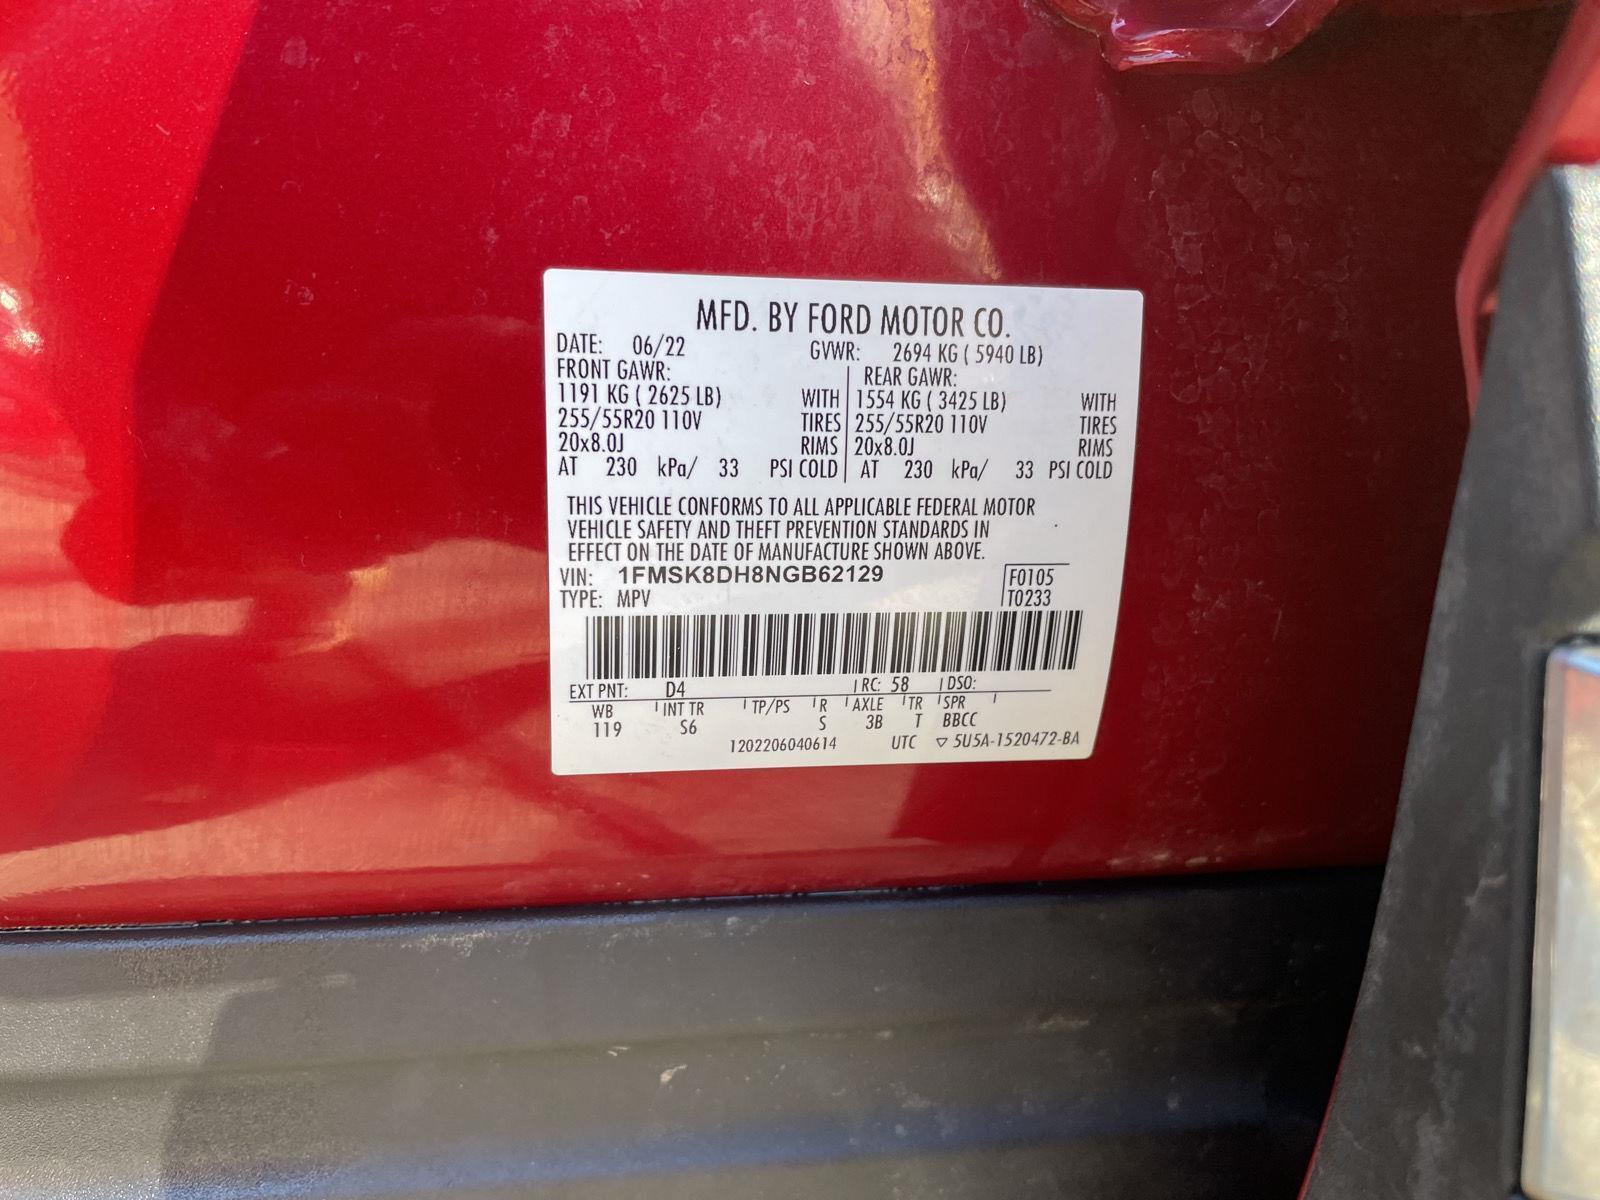 MFD. BY FORD MOTOR CO.
DATE: 06/22 GVWR: 2694 KG ( 5940 LB)
FRONT GAWR: REAR GAWR:
1191 KG ( 2625 LB) WITH 1554 KG ( 3425 LB) WITH
255/55R20 110V TIRES 255/55R20 110V TIRES
20x8.0J RIMS 20x8.0J RIMS
AT 230 kPa/ 33 PSI COLD AT 230 kPa/ 33 PSI COLD
THIS VEHICLE CONFORMS TO ALL APPLICABLE FEDERAL MOTOR
VEHICLE SAFETY AND THEFT PREVENTION STANDARDS IN
EFFECT ON THE DATE OF MANUFACTURE SHOWN ABOVE.
VIN: 1FMSK8DH8NGB62129 F0105
TYPE: MPV T0233
EXT PNT: D4 RC: 58 DSO:
WB INT TR TP/PS R AXLE TR SPR
119 S6 S 3B T BBCC
1202206040614 UTC ▽ 5U5A-1520472-BA